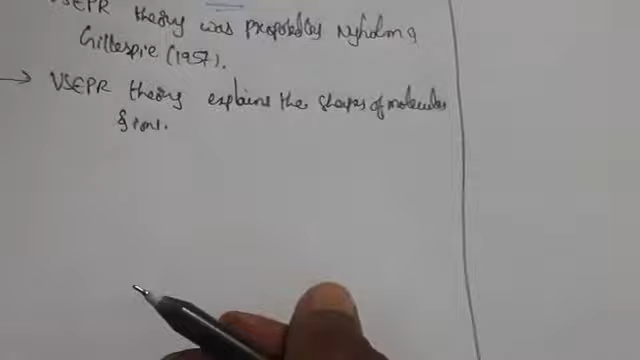 VSEPR theory was proposed by Nyholm &
Gillespie (1957).
→ VSEPR theory explains the shapes of molecules
& ions.